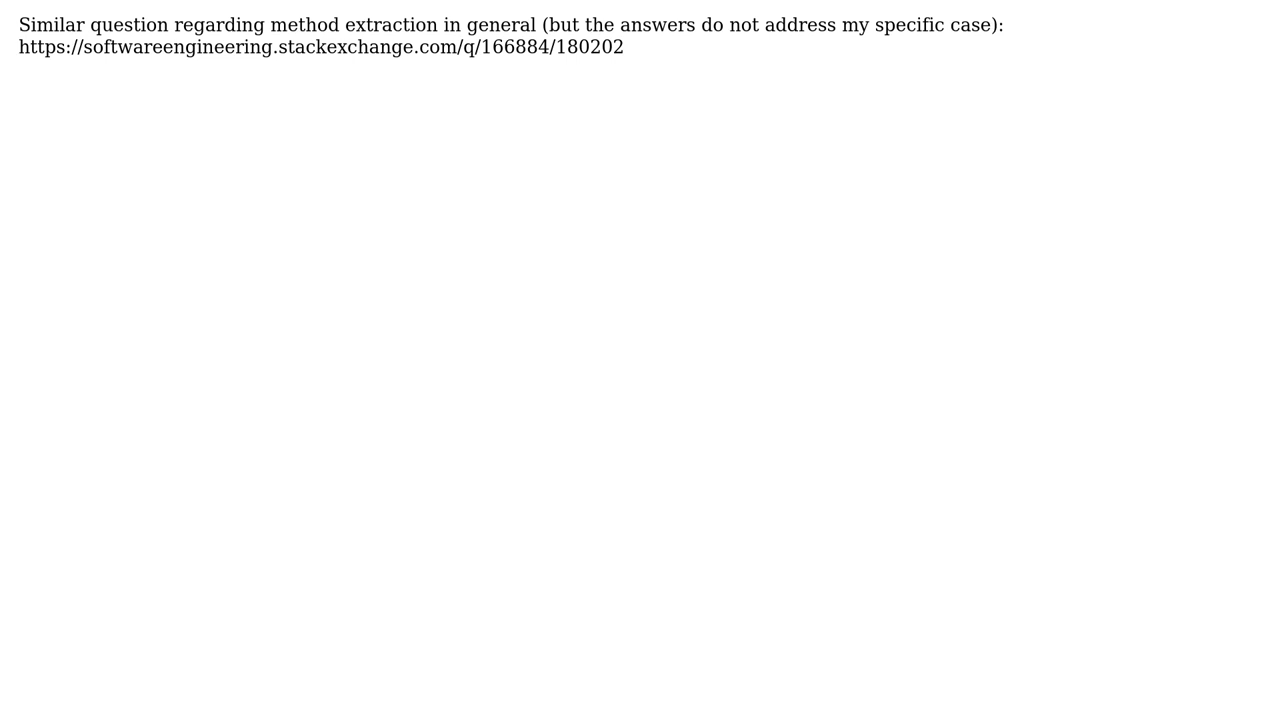 Similar question regarding method extraction in general (but the answers do not address my specific case):
https://softwareengineering.stackexchange.com/q/166884/180202